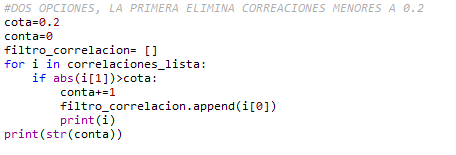 #DOS OPCIONES, LA PRIMERA ELIMINA CORREACIONES MENORES A 0.2
cota=0.2
conta=0
filtro_correlacion= []
for i in correlaciones_lista:
    if abs(i[1])>cota:
        conta+=1
        filtro_correlacion.append(i[0])
        print(i)
print(str(conta))